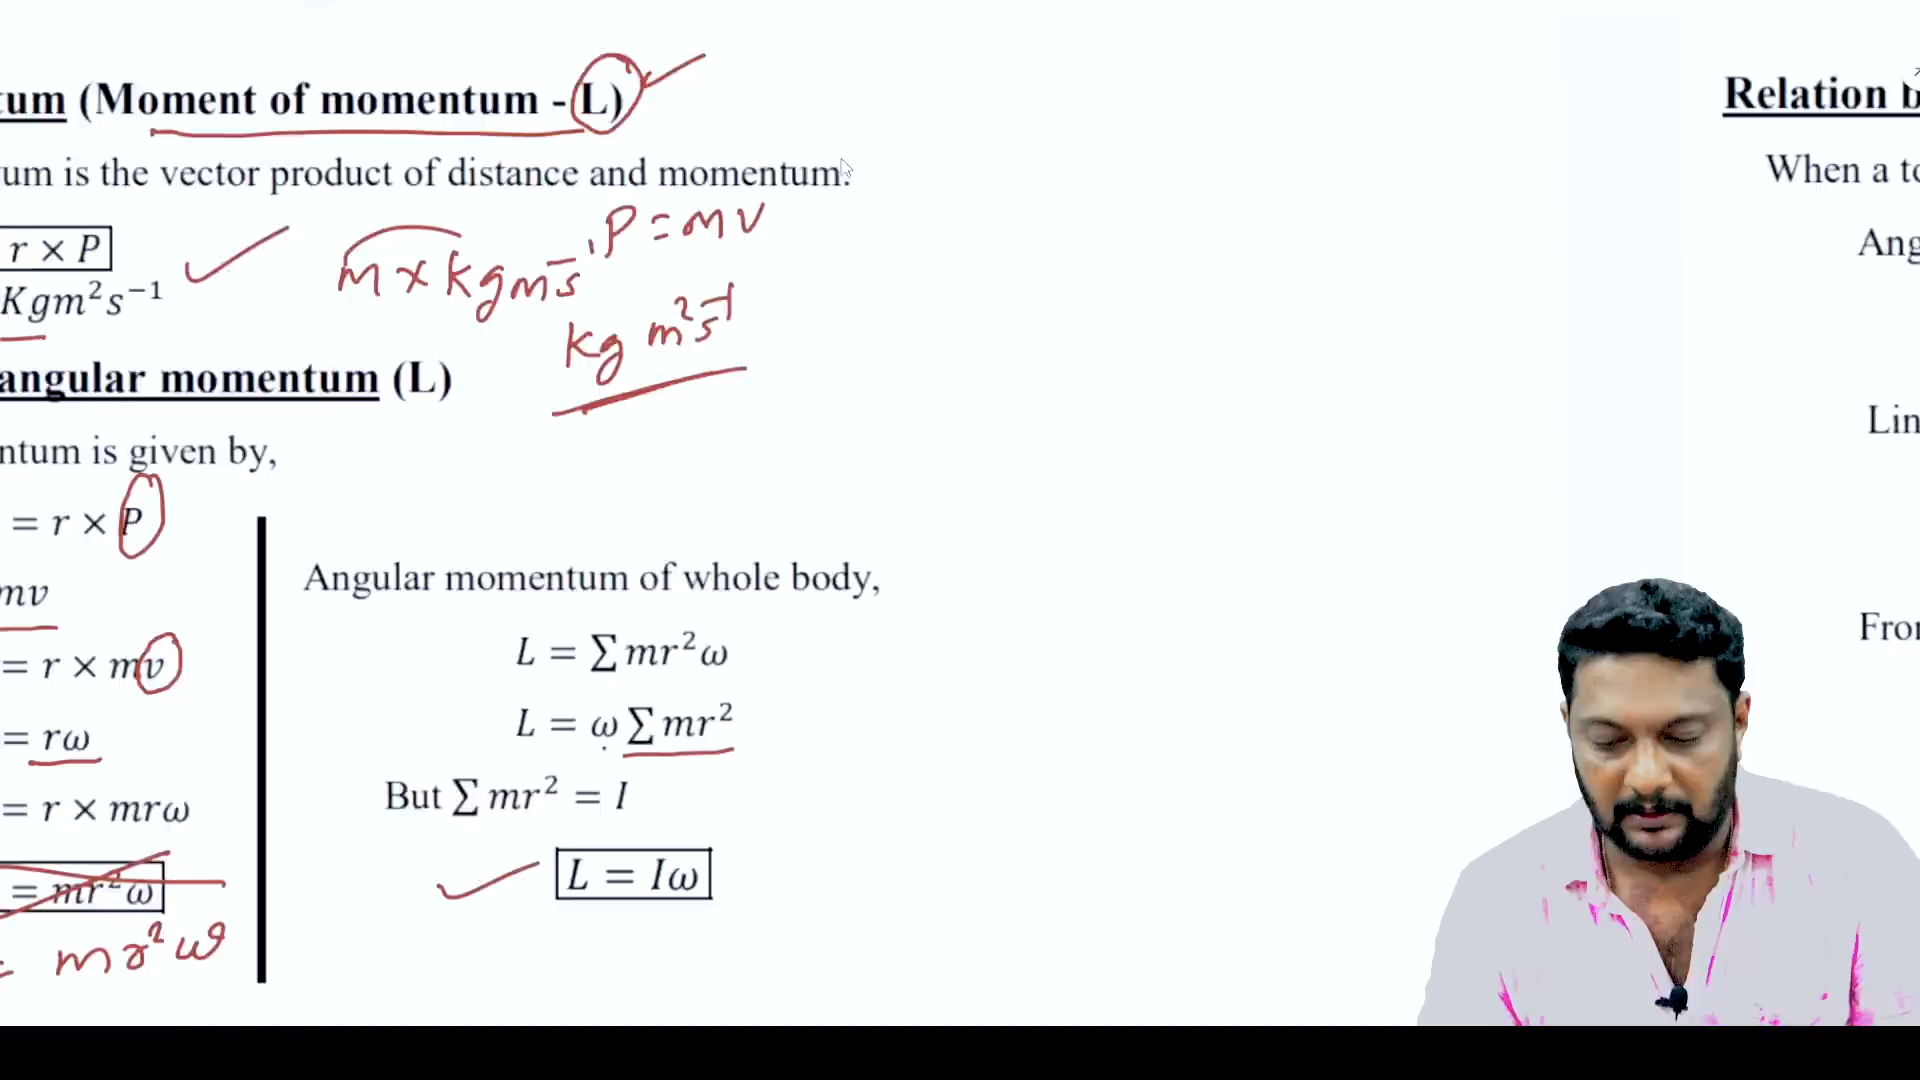 tum (Moment of momentum - L)
um is the vector product of distance and momentum.
r × P
P = mv
m × kgms⁻¹
Kgm²s⁻¹
kg m²s⁻¹
angular momentum (L)
ntum is given by,
= r × P
mv
= r × mv
= rω
= r × mrω
= mr²ω
= mr²ω
Angular momentum of whole body,
L = ∑ mr²ω
L = ω ∑ mr²
But ∑ mr² = I
L = Iω
Relation b
When a to
Ang
Lin
Fror